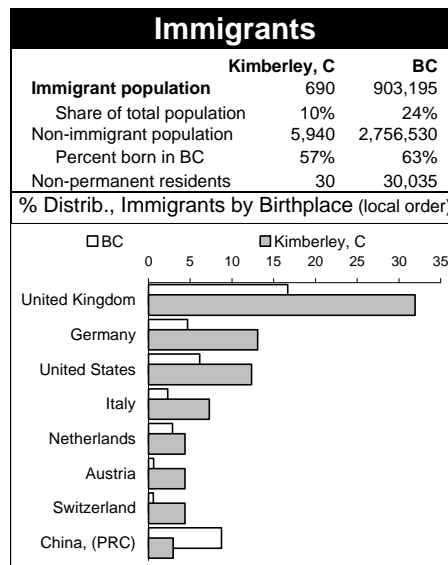 Immigrants
Kimberley, C BC
Immigrant population 690 903,195
Share of total population 10% 24%
Non-immigrant population 5,940 2,756,530
Percent born in BC 57% 63%
Non-permanent residents 30 30,035
% Distrib., Immigrants by Birthplace (local order)
BC Kimberley, C
0 5 10 15 20 25 30 35
United Kingdom
Germany
United States
Italy
Netherlands
Austria
Switzerland
China, (PRC)